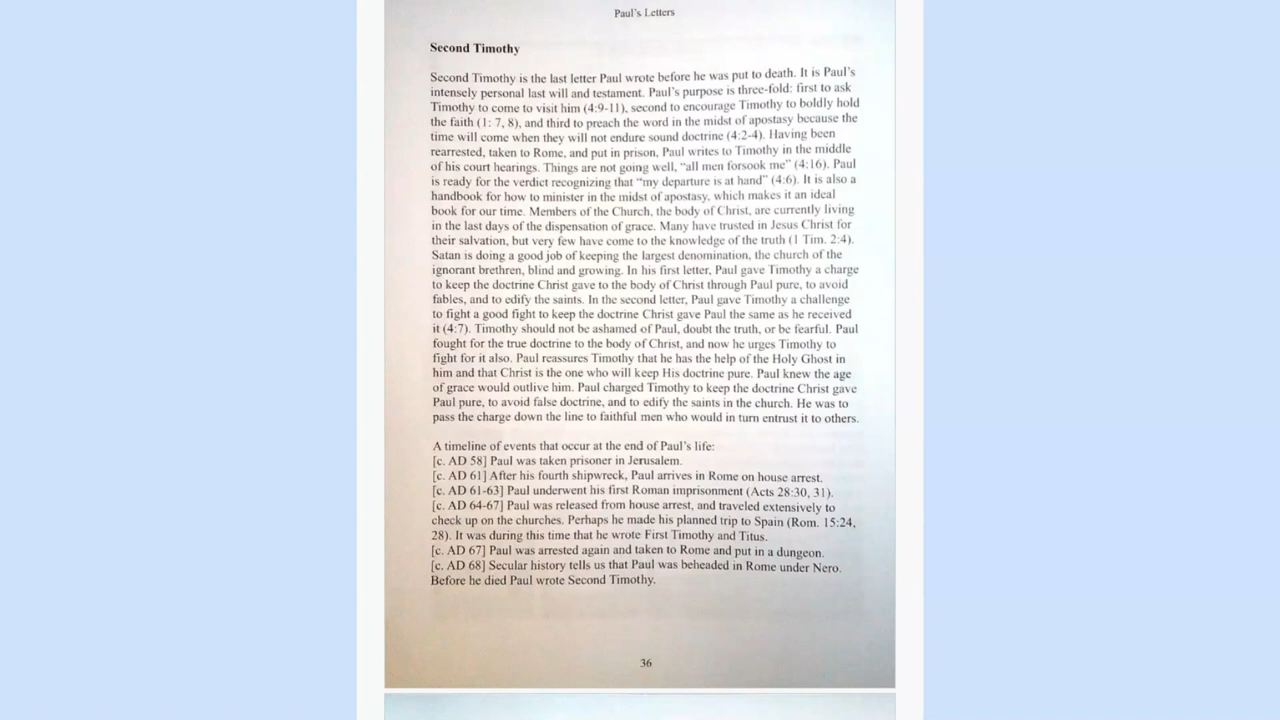 Paul's Letters
Second Timothy
Second Timothy is the last letter Paul wrote before he was put to death. It is Paul's
intensely personal last will and testament. Paul's purpose is three-fold: first to ask
Timothy to come to visit him (4:9-11), second to encourage Timothy to boldly hold
the faith (1: 7, 8), and third to preach the word in the midst of apostasy because the
time will come when they will not endure sound doctrine (4:2-4). Having been
rearrested, taken to Rome, and put in prison, Paul writes to Timothy in the middle
of his court hearings. Things are not going well, "all men forsook me" (4:16). Paul
is ready for the verdict recognizing that "my departure is at hand" (4:6). It is also a
handbook for how to minister in the midst of apostasy, which makes it an ideal
book for our time. Members of the Church, the body of Christ, are currently living
in the last days of the dispensation of grace. Many have trusted in Jesus Christ for
their salvation, but very few have come to the knowledge of the truth (1 Tim. 2:4).
Satan is doing a good job of keeping the largest denomination, the church of the
ignorant brethren, blind and growing. In his first letter, Paul gave Timothy a charge
to keep the doctrine Christ gave to the body of Christ through Paul pure, to avoid
fables, and to edify the saints. In the second letter, Paul gave Timothy a challenge
to fight a good fight to keep the doctrine Christ gave Paul the same as he received
it (4:7). Timothy should not be ashamed of Paul, doubt the truth, or be fearful. Paul
fought for the true doctrine to the body of Christ, and now he urges Timothy to
fight for it also. Paul reassures Timothy that he has the help of the Holy Ghost in
him and that Christ is the one who will keep His doctrine pure. Paul knew the age
of grace would outlive him. Paul charged Timothy to keep the doctrine Christ gave
Paul pure, to avoid false doctrine, and to edify the saints in the church. He was to
pass the charge down the line to faithful men who would in turn entrust it to others.
A timeline of events that occur at the end of Paul's life:
[c. AD 58] Paul was taken prisoner in Jerusalem.
[c. AD 61] After his fourth shipwreck, Paul arrives in Rome on house arrest.
[c. AD 61-63] Paul underwent his first Roman imprisonment (Acts 28:30, 31).
[c. AD 64-67] Paul was released from house arrest, and traveled extensively to
check up on the churches. Perhaps he made his planned trip to Spain (Rom. 15:24,
28). It was during this time that he wrote First Timothy and Titus.
[c. AD 67] Paul was arrested again and taken to Rome and put in a dungeon.
[c. AD 68] Secular history tells us that Paul was beheaded in Rome under Nero.
Before he died Paul wrote Second Timothy.
36